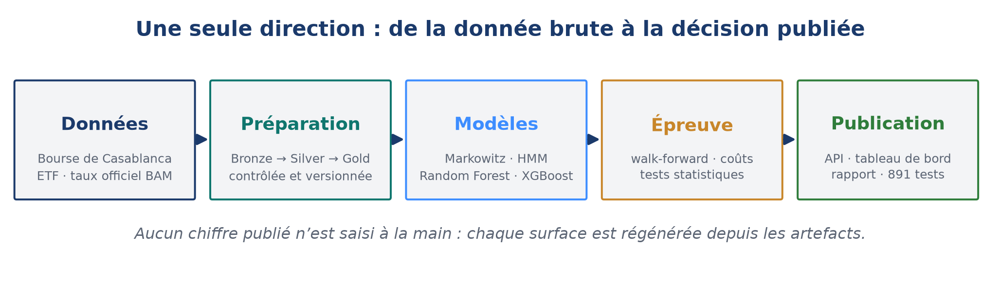 Une seule direction : de la donnée brute à la décision publiée
Données
Bourse de Casablanca
ETF · taux officiel BAM
Préparation
Bronze → Silver → Gold
contrôlée et versionnée
Modèles
Markowitz · HMM
Random Forest · XGBoost
Épreuve
walk-forward · coûts
tests statistiques
Publication
API · tableau de bord
rapport · 891 tests
Aucun chiffre publié n’est saisi à la main : chaque surface est régénérée depuis les artefacts.